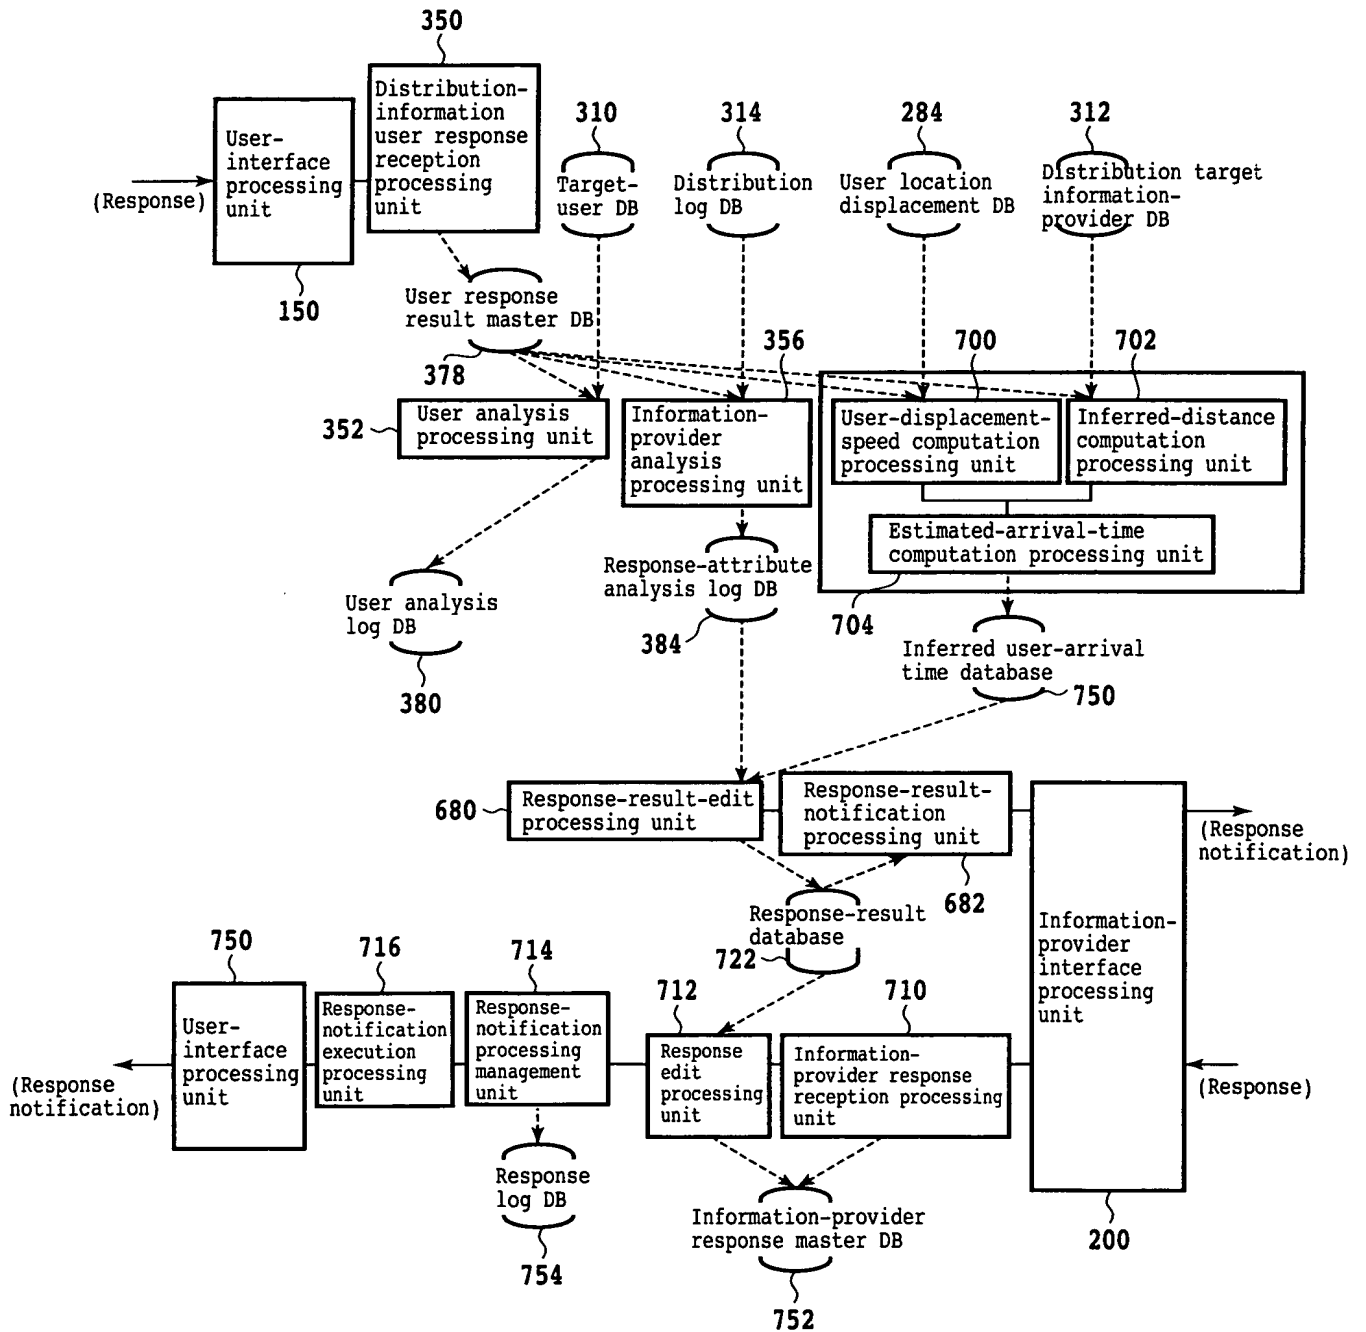 350
Distribution-
information
user response
reception
processing
unit
User-
interface
processing
unit
(Response)
150
310
Target-
user DB
314
Distribution
log DB
284
User location
displacement DB
312
Distribution target
information-
provider DB
User response
result master DB
378
352
User analysis
processing unit
356
Information-
provider
analysis
processing unit
700
User-displacement-
speed computation
processing unit
702
Inferred-distance
computation
processing unit
Estimated-arrival-time
computation processing unit
704
User analysis
log DB
380
Response-attribute
analysis log DB
384
Inferred user-arrival
time database
750
680
Response-result-edit
processing unit
Response-result-
notification
processing unit
682
(Response
notification)
Response-result
database
722
Information-
provider
interface
processing
unit
200
(Response)
750
User-
interface
processing
unit
(Response
notification)
716
Response-
notification
execution
processing
unit
714
Response-
notification
processing
management
unit
712
Response
edit
processing
unit
710
Information-
provider response
reception processing
unit
Response
log DB
754
Information-provider
response master DB
752